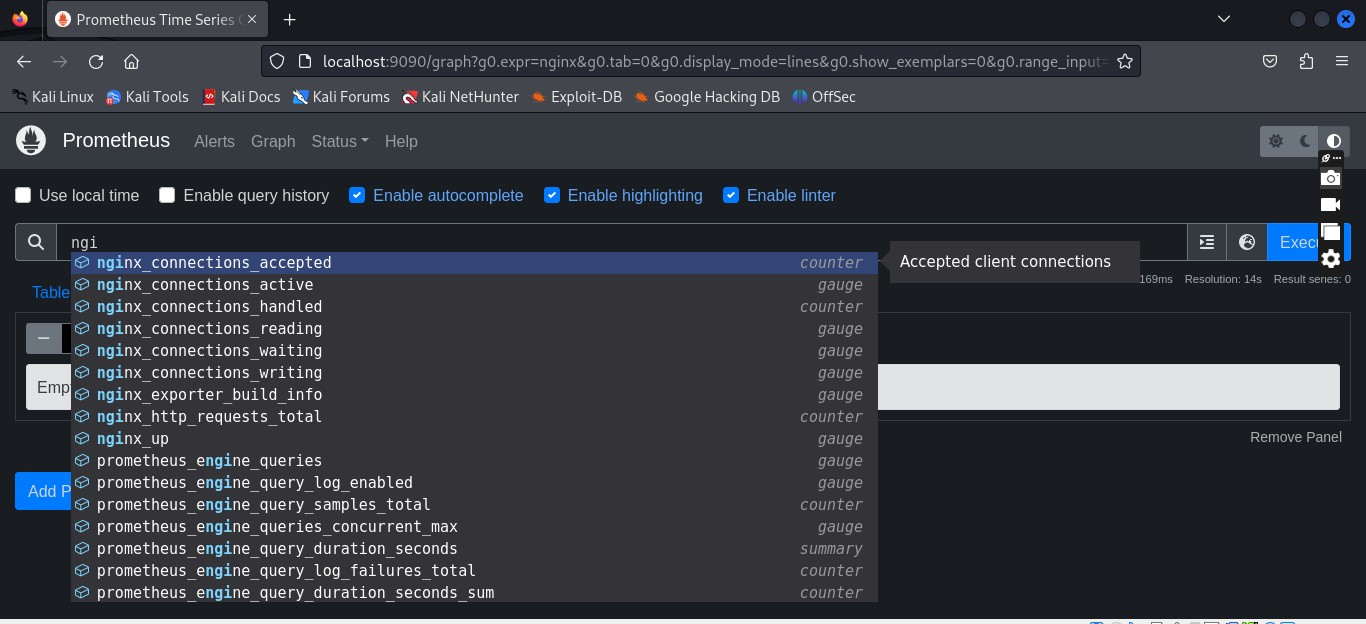 Prometheus Time Series
localhost:9090/graph?g0.expr=nginx&g0.tab=0&g0.display_mode=lines&g0.show_exemplars=0&g0.range_input=
Kali Linux Kali Tools Kali Docs Kali Forums Kali NetHunter Exploit-DB Google Hacking DB OffSec
Prometheus Alerts Graph Status Help
Use local time Enable query history Enable autocomplete Enable highlighting Enable linter
ngi
Exec
nginx_connections_accepted counter
Accepted client connections
169ms Resolution: 14s Result series: 0
Table
nginx_connections_active gauge
nginx_connections_handled counter
nginx_connections_reading gauge
nginx_connections_waiting gauge
nginx_connections_writing gauge
Emp
nginx_exporter_build_info gauge
nginx_http_requests_total counter
nginx_up gauge
Remove Panel
prometheus_engine_queries gauge
prometheus_engine_query_log_enabled gauge
Add P
prometheus_engine_query_samples_total counter
prometheus_engine_queries_concurrent_max gauge
prometheus_engine_query_duration_seconds summary
prometheus_engine_query_log_failures_total counter
prometheus_engine_query_duration_seconds_sum counter